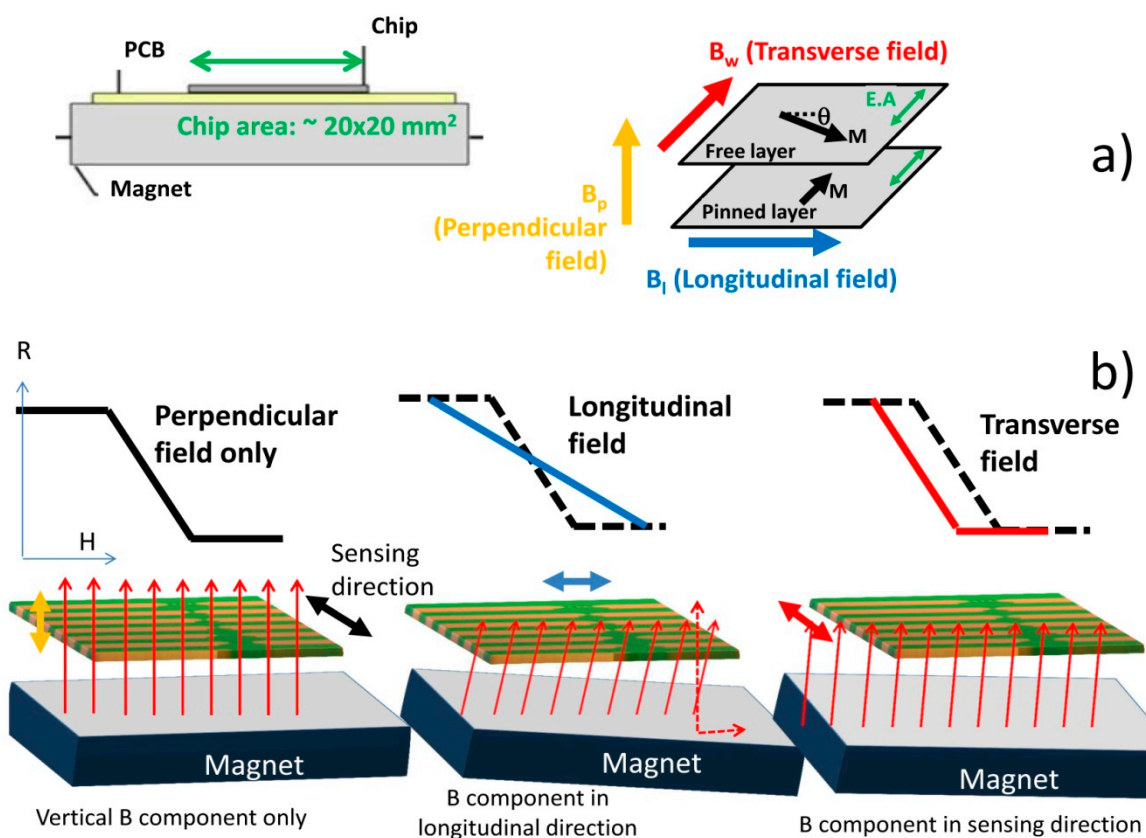 PCB
Chip
Chip area: ~ 20x20 mm²
Magnet
B_w (Transverse field)
E.A
θ
M
Free layer
M
Pinned layer
B_p
(Perpendicular
field)
B_l (Longitudinal field)
a)
b)
R
H
Perpendicular
field only
Longitudinal
field
Transverse
field
Sensing
direction
Magnet
Magnet
Magnet
Vertical B component only
B component in
longitudinal direction
B component in sensing direction